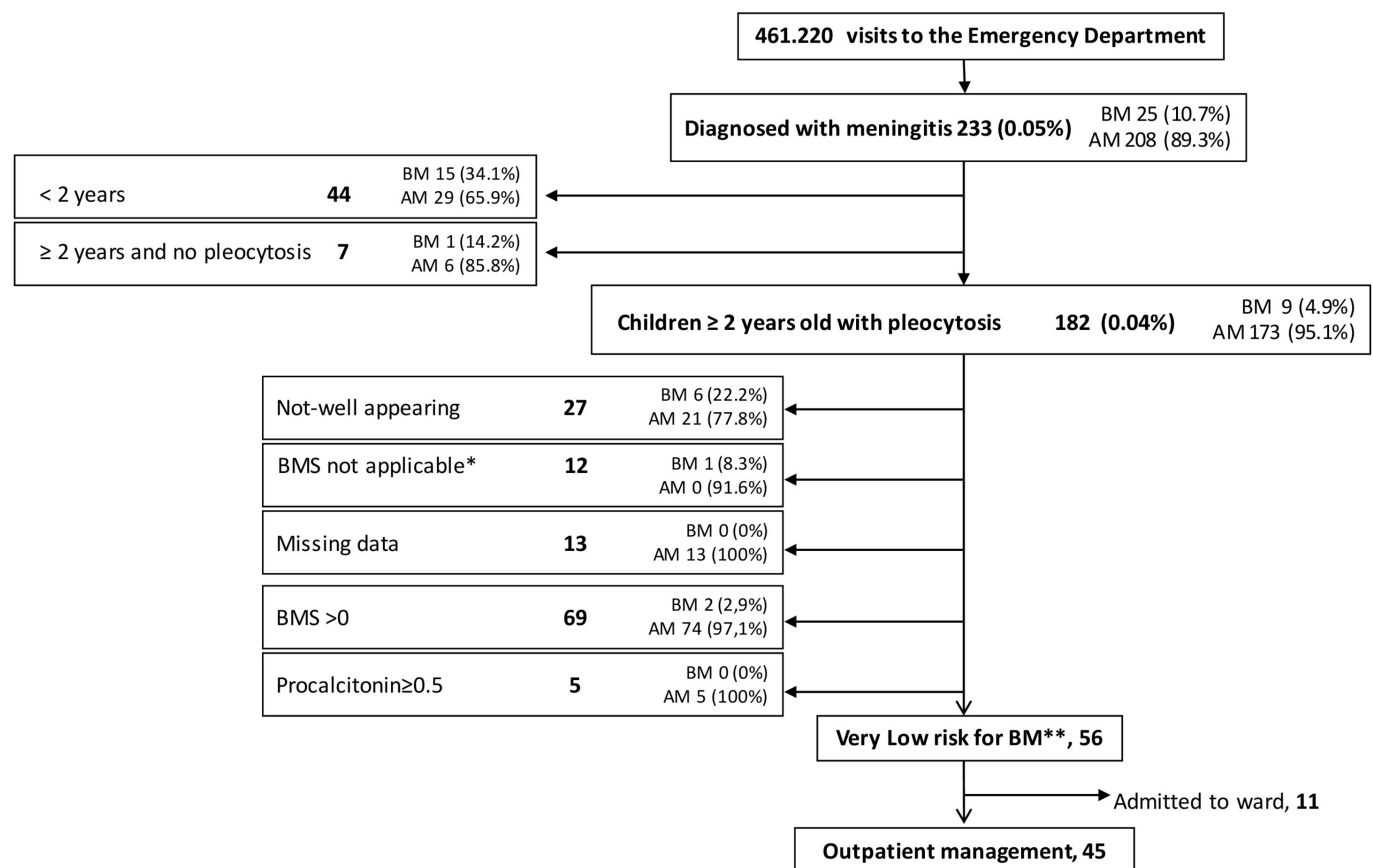 461.220 visits to the Emergency Department
Diagnosed with meningitis 233 (0.05%)
BM 25 (10.7%)
AM 208 (89.3%)
< 2 years 44
BM 15 (34.1%)
AM 29 (65.9%)
≥ 2 years and no pleocytosis 7
BM 1 (14.2%)
AM 6 (85.8%)
Children ≥ 2 years old with pleocytosis 182 (0.04%)
BM 9 (4.9%)
AM 173 (95.1%)
Not-well appearing 27
BM 6 (22.2%)
AM 21 (77.8%)
BMS not applicable* 12
BM 1 (8.3%)
AM 0 (91.6%)
Missing data 13
BM 0 (0%)
AM 13 (100%)
BMS >0 69
BM 2 (2,9%)
AM 74 (97,1%)
Procalcitonin≥0.5 5
BM 0 (0%)
AM 5 (100%)
Very Low risk for BM**, 56
Admitted to ward, 11
Outpatient management, 45